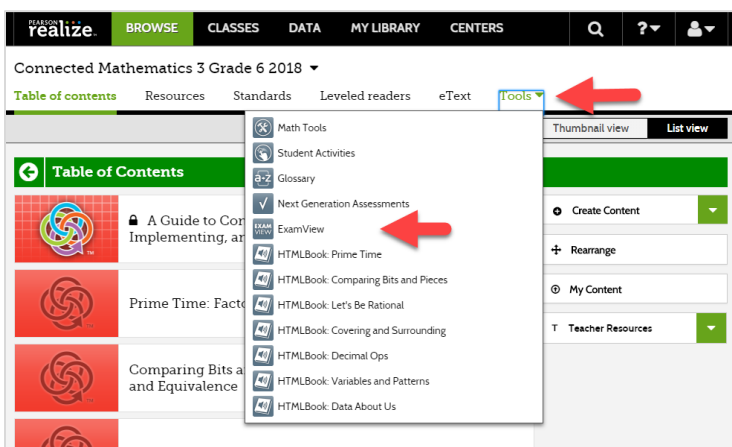 PEARSON
realize™ BROWSE CLASSES DATA MY LIBRARY CENTERS ?
Connected Mathematics 3 Grade 6 2018
Table of contents Resources Standards Leveled readers eText Tools
Thumbnail view List view
Table of Contents
Math Tools
Student Activities
a-z Glossary
Next Generation Assessments
EXAM VIEW ExamView
HTMLBook: Prime Time
HTMLBook: Comparing Bits and Pieces
HTMLBook: Let's Be Rational
HTMLBook: Covering and Surrounding
HTMLBook: Decimal Ops
HTMLBook: Variables and Patterns
HTMLBook: Data About Us
A Guide to Con
Implementing, an
Prime Time: Facto
Comparing Bits a
and Equivalence
Create Content
Rearrange
My Content
T Teacher Resources